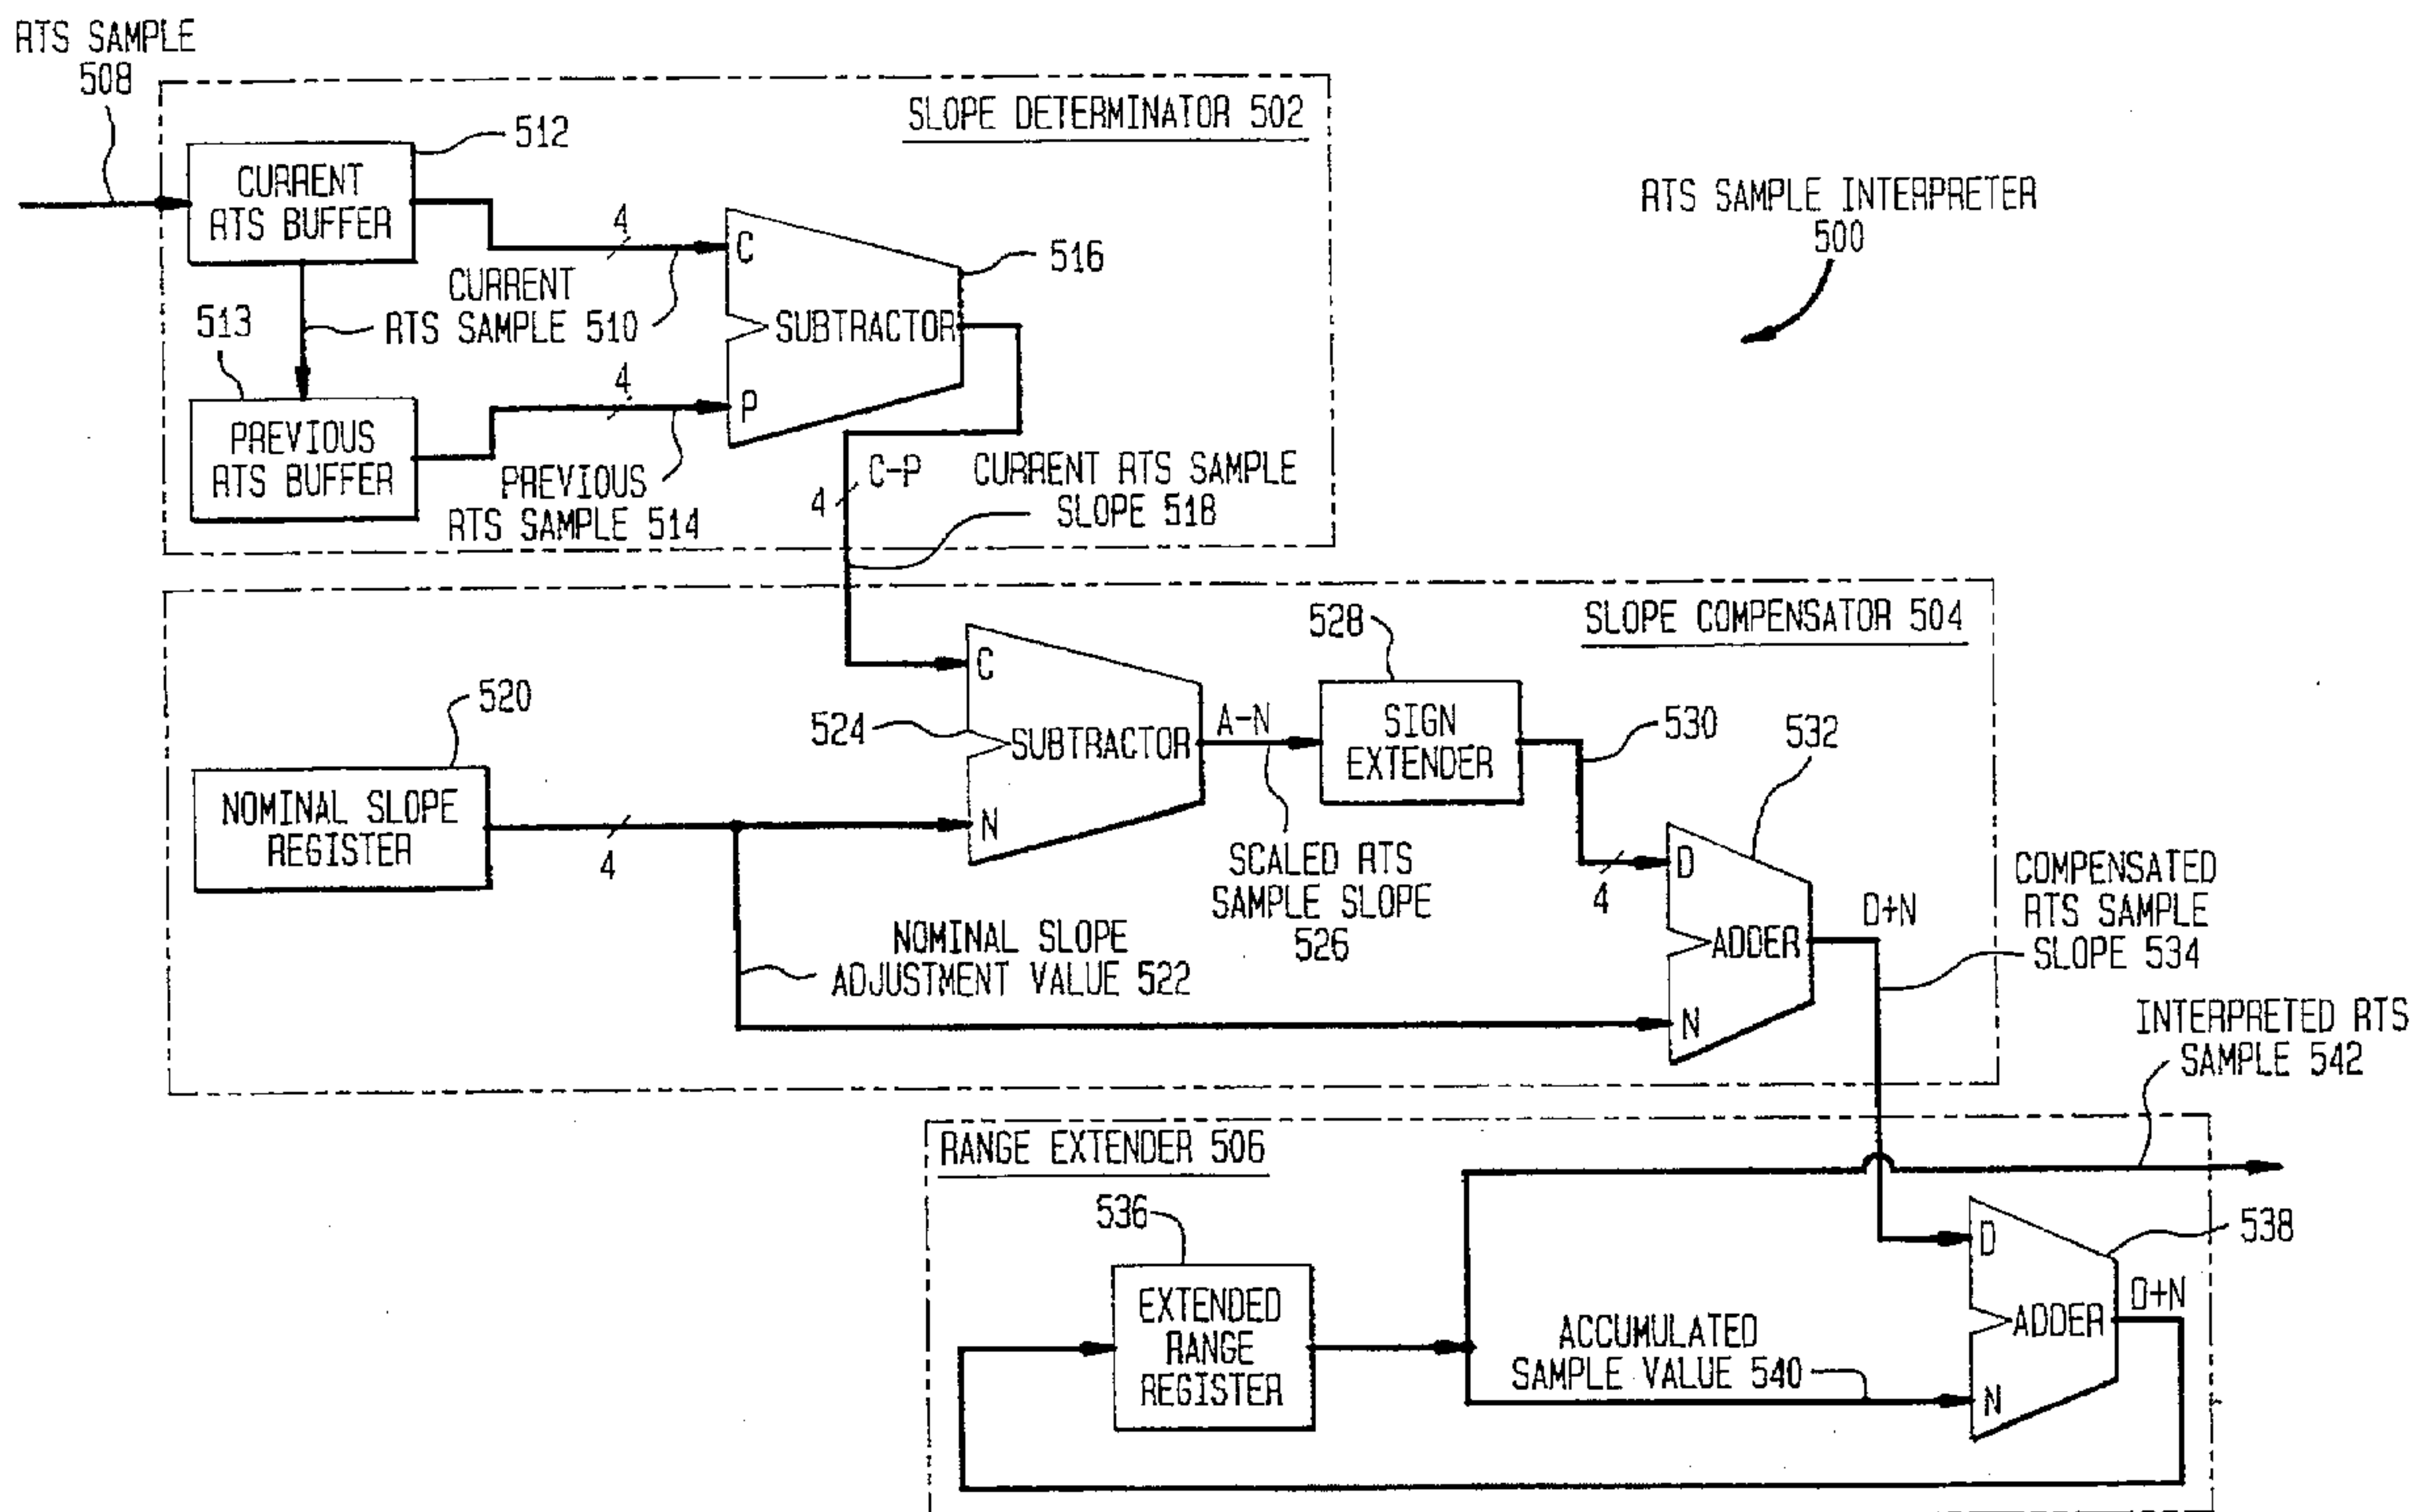 RTS SAMPLE
508
SLOPE DETERMINATOR 502
512
CURRENT
RTS BUFFER
4
C
516
RTS SAMPLE INTERPRETER
500
CURRENT
RTS SAMPLE 510
513
SUBTRACTOR
4
P
PREVIOUS
RTS BUFFER
PREVIOUS
RTS SAMPLE 514
C-P
4
CURRENT RTS SAMPLE
SLOPE 518
SLOPE COMPENSATOR 504
528
C
520
524
SUBTRACTOR
A-N
SIGN
EXTENDER
530
532
NOMINAL SLOPE
REGISTER
4
N
SCALED RTS
SAMPLE SLOPE
526
4
D
COMPENSATED
RTS SAMPLE
SLOPE 534
D+N
ADDER
NOMINAL SLOPE
ADJUSTMENT VALUE 522
N
INTERPRETED RTS
SAMPLE 542
RANGE EXTENDER 506
536
D
538
EXTENDED
RANGE
REGISTER
ADDER
D+N
ACCUMULATED
SAMPLE VALUE 540
N